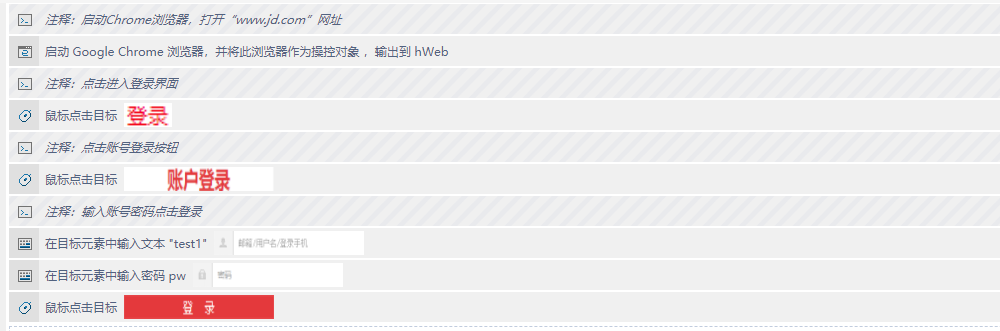 注释：启动Chrome浏览器，打开“www.jd.com”网址
启动 Google Chrome 浏览器，并将此浏览器作为操控对象 ，输出到 hWeb
注释：点击进入登录界面
鼠标点击目标 登录
注释：点击账号登录按钮
鼠标点击目标 账户登录
注释：输入账号密码点击登录
在目标元素中输入文本 "test1" 邮箱/用户名/登录手机
在目标元素中输入密码 pw 密码
鼠标点击目标 登 录